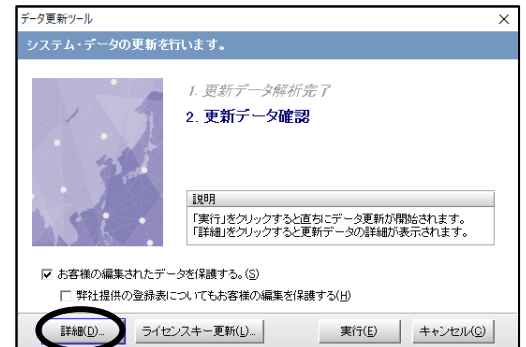 データ更新ツール
システム・データの更新を行います。
1. 更新データ解析完了
2. 更新データ確認
説明
「実行」をクリックすると直ちにデータ更新が開始されます。
「詳細」をクリックすると更新データの詳細が表示されます。
お客様の編集されたデータを保護する。(S)
弊社提供の登録表についてもお客様の編集を保護する(H)
詳細(D)... ライセンスキー更新(L)... 実行(E) キャンセル(C)